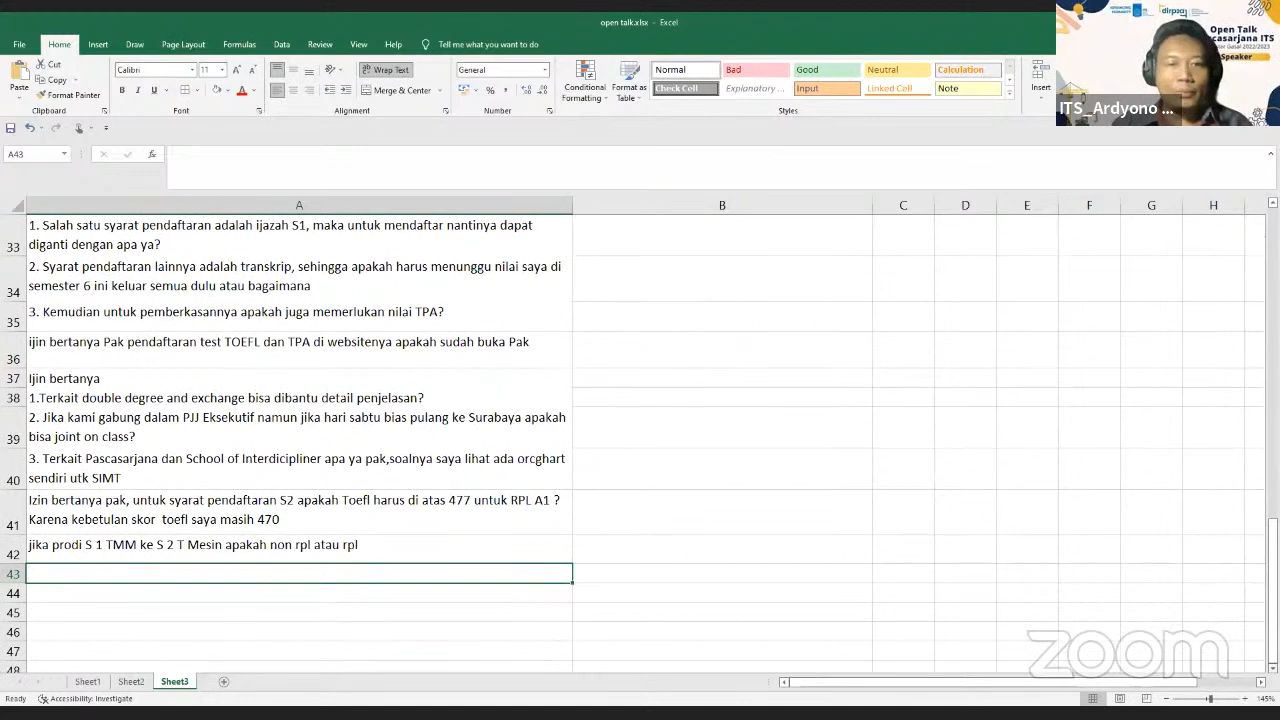 open talk.xlsx - Excel
File Home Insert Draw Page Layout Formulas Data Review View Help Tell me what you want to do
Paste
Cut
Copy
Format Painter
Clipboard
Calibri 11
B I U
Font
Wrap Text
Merge & Center
Alignment
General
Number
Conditional Formatting
Format as Table
Normal Bad Good Neutral Calculation
Check Cell Explanatory ... Input Linked Cell Note
Styles
Insert
Open Talk
casarjana ITS
ter Gasal 2022/2023
Speaker
ITS_Ardyono ...
A43
fx
A B C D E F G H
33 1. Salah satu syarat pendaftaran adalah ijazah S1, maka untuk mendaftar nantinya dapat
diganti dengan apa ya?
34 2. Syarat pendaftaran lainnya adalah transkrip, sehingga apakah harus menunggu nilai saya di
semester 6 ini keluar semua dulu atau bagaimana
35 3. Kemudian untuk pemberkasannya apakah juga memerlukan nilai TPA?
36 ijin bertanya Pak pendaftaran test TOEFL dan TPA di websitenya apakah sudah buka Pak
37 Ijin bertanya
38 1.Terkait double degree and exchange bisa dibantu detail penjelasan?
39 2. Jika kami gabung dalam PJJ Eksekutif namun jika hari sabtu bias pulang ke Surabaya apakah
bisa joint on class?
40 3. Terkait Pascasarjana dan School of Interdicipliner apa ya pak,soalnya saya lihat ada orcghart
sendiri utk SIMT
41 Izin bertanya pak, untuk syarat pendaftaran S2 apakah Toefl harus di atas 477 untuk RPL A1 ?
Karena kebetulan skor toefl saya masih 470
42 jika prodi S 1 TMM ke S 2 T Mesin apakah non rpl atau rpl
43
44
45
46
47
48
zoom
Sheet1 Sheet2 Sheet3
Ready Accessibility: Investigate
145%